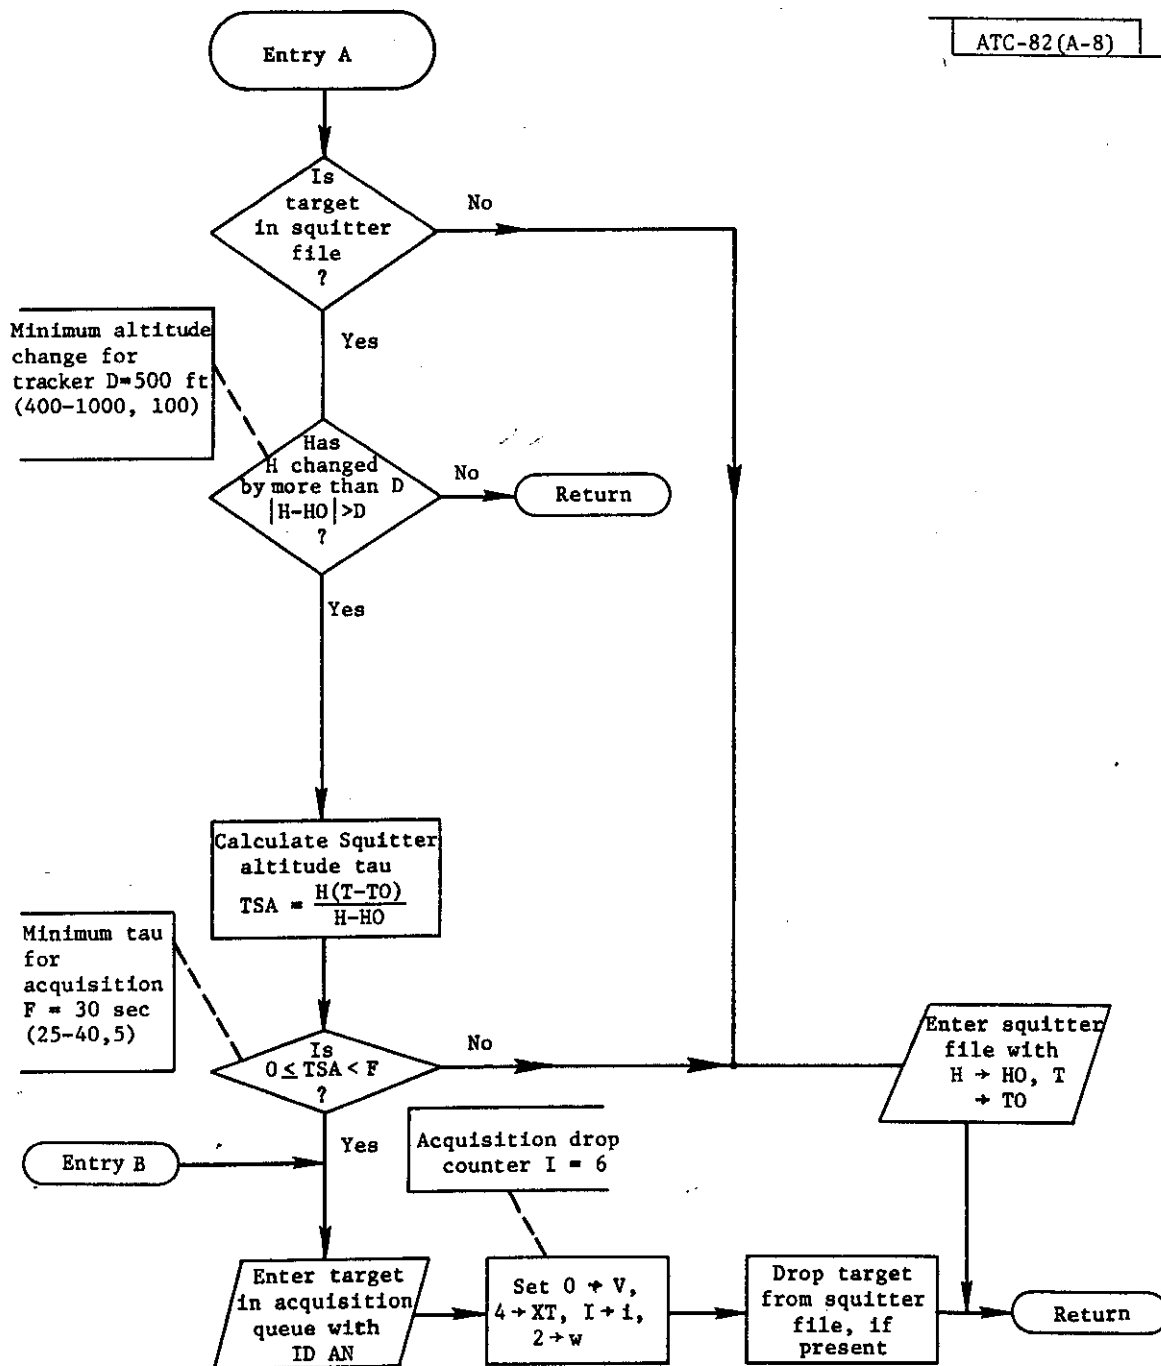 ATC-82(A-8)
Entry A
Is
target
in squitter
file
?
No
Yes
Minimum altitude
change for
tracker D=500 ft
(400-1000, 100)
Has
H changed
by more than D
|H-HO|>D
?
No
Return
Yes
Calculate Squitter
altitude tau
TSA = H(T-TO)
H-HO
Minimum tau
for
acquisition
F = 30 sec
(25-40,5)
Is
0 ≤ TSA < F
?
No
Enter squitter
file with
H → HO, T
→ TO
Yes
Entry B
Acquisition drop
counter I = 6
Enter target
in acquisition
queue with
ID AN
Set 0 → V,
4 → XT, I → i,
2 → w
Drop target
from squitter
file, if
present
Return